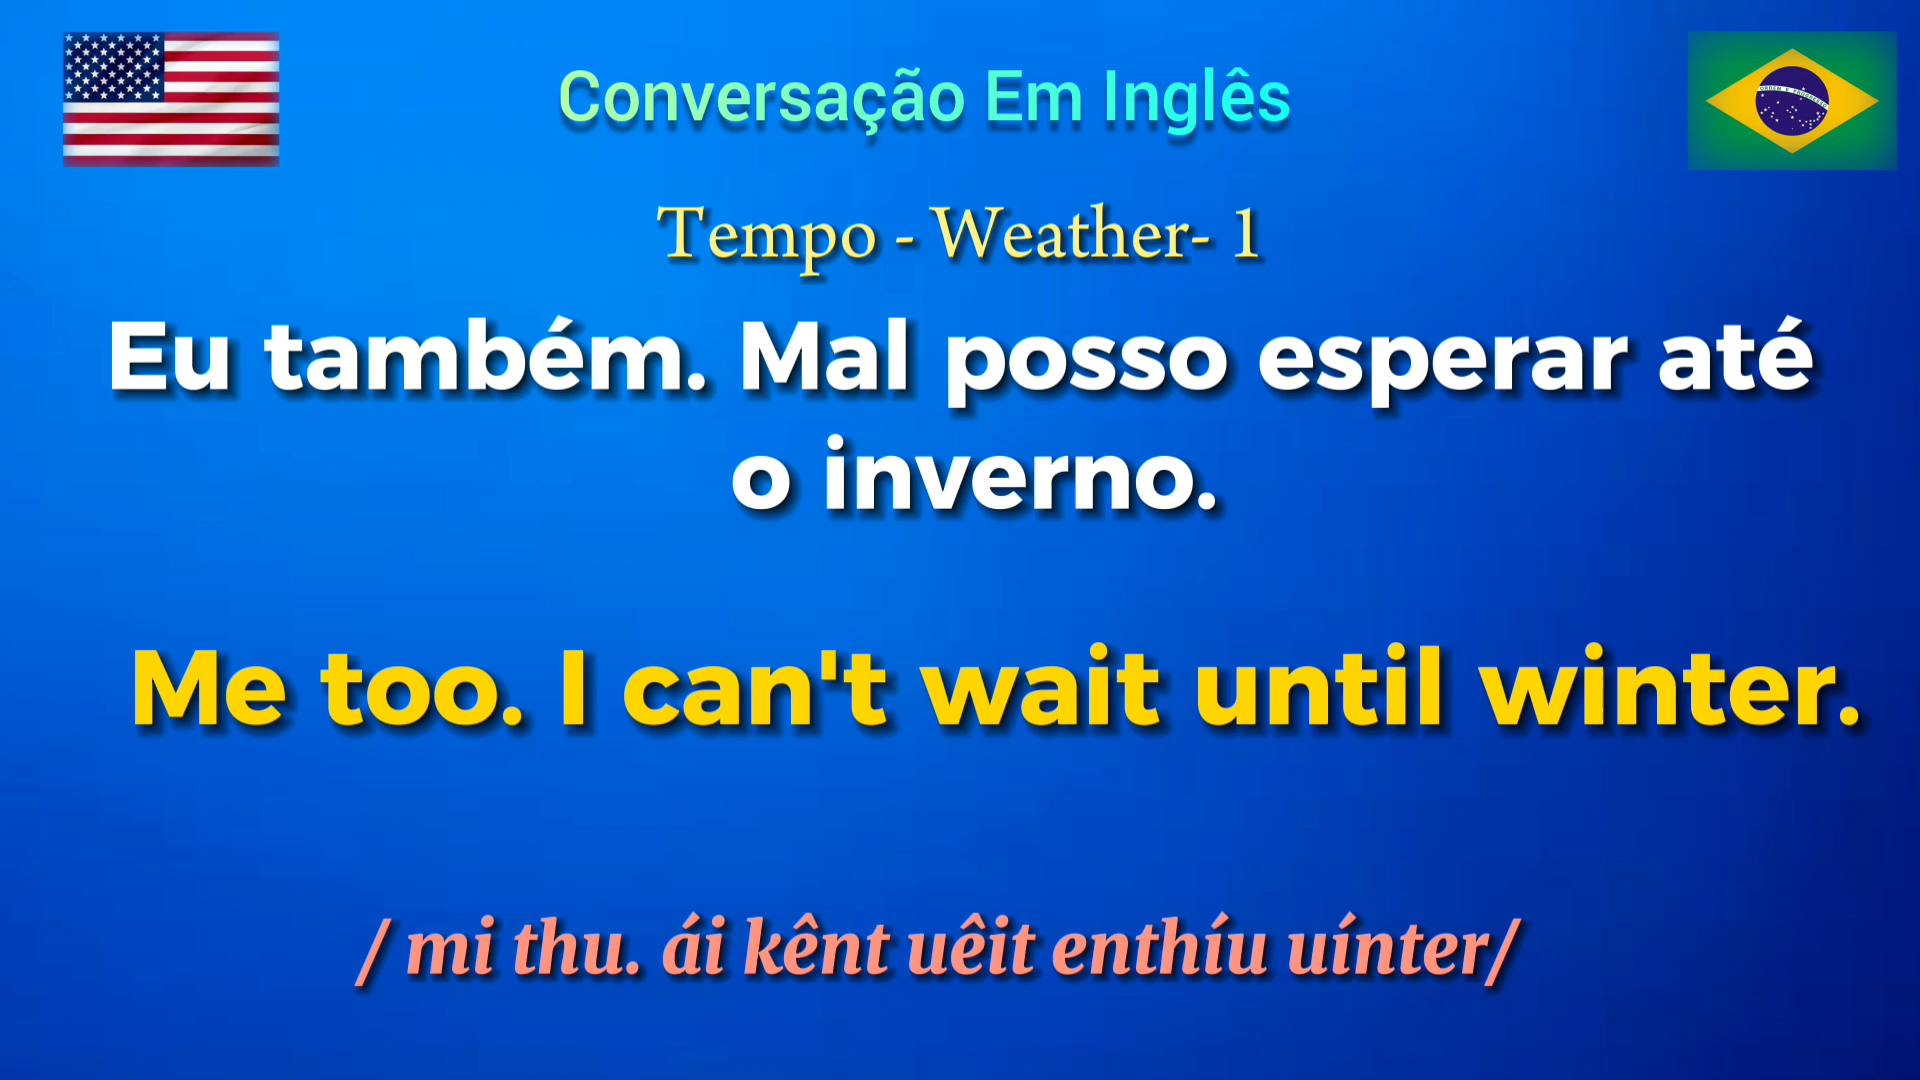 Conversação Em Inglês
Tempo - Weather- 1
Eu também. Mal posso esperar até
o inverno.
Me too. I can't wait until winter.
/ mi thu. ái kênt uêit enthíu uínter/